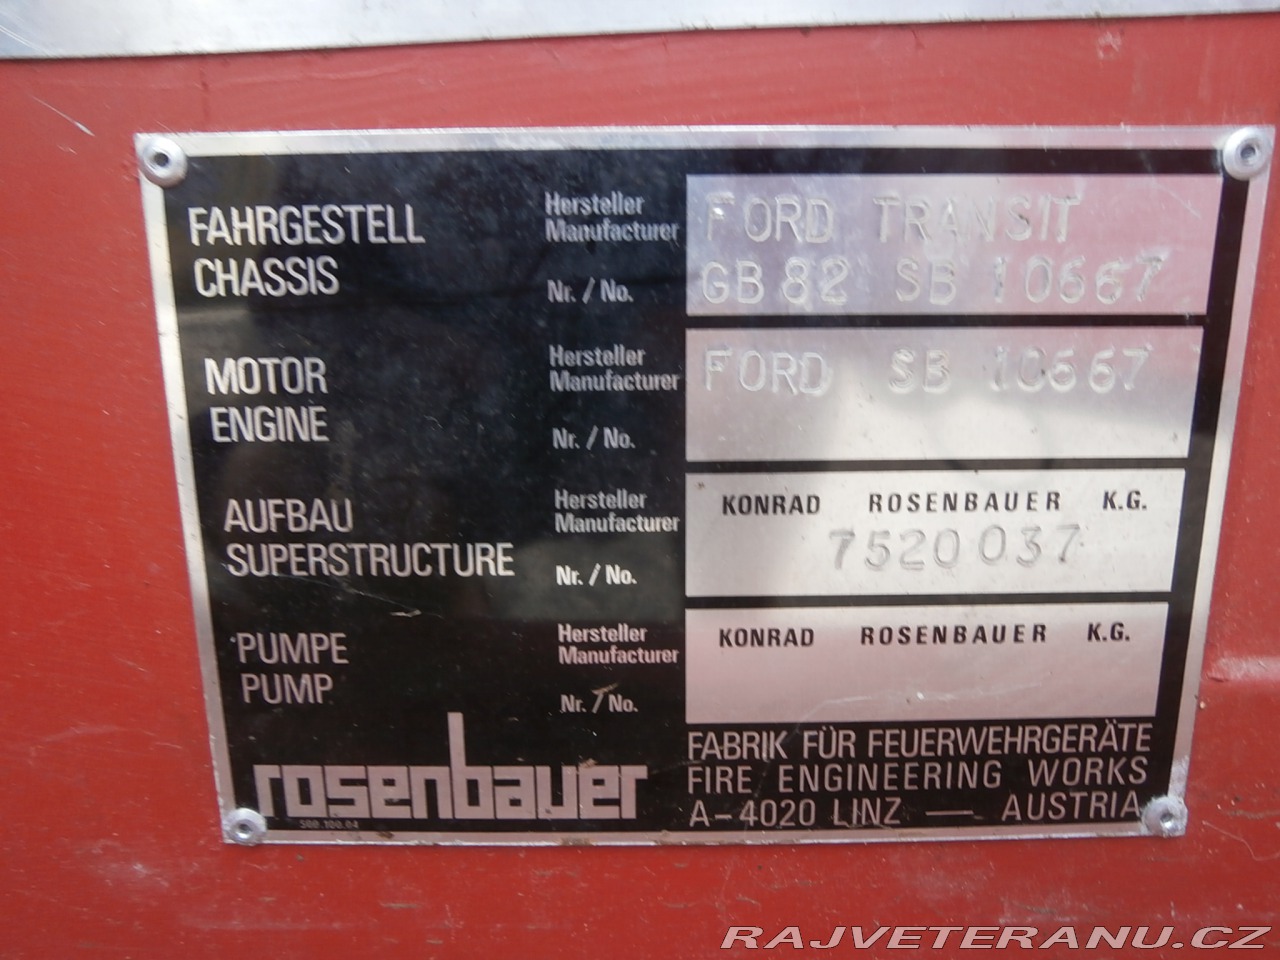 FAHRGESTELL
CHASSIS
Hersteller
Manufacturer
Nr. / No.
FORD TRANSIT
GB82 SB 10667
MOTOR
ENGINE
Hersteller
Manufacturer
Nr. / No.
FORD SB 10667
AUFBAU
SUPERSTRUCTURE
Hersteller
Manufacturer
Nr. / No.
KONRAD ROSENBAUER K.G.
7520037
PUMPE
PUMP
Hersteller
Manufacturer
Nr. / No.
KONRAD ROSENBAUER K.G.
rosenbauer
FABRIK FÜR FEUERWEHRGERÄTE
FIRE ENGINEERING WORKS
A-4020 LINZ — AUSTRIA
RAJVETERANU.CZ